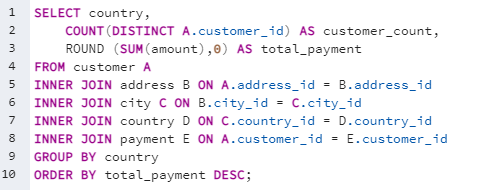 1 SELECT country,
2 COUNT(DISTINCT A.customer_id) AS customer_count,
3 ROUND (SUM(amount),0) AS total_payment
4 FROM customer A
5 INNER JOIN address B ON A.address_id = B.address_id
6 INNER JOIN city C ON B.city_id = C.city_id
7 INNER JOIN country D ON C.country_id = D.country_id
8 INNER JOIN payment E ON A.customer_id = E.customer_id
9 GROUP BY country
10 ORDER BY total_payment DESC;